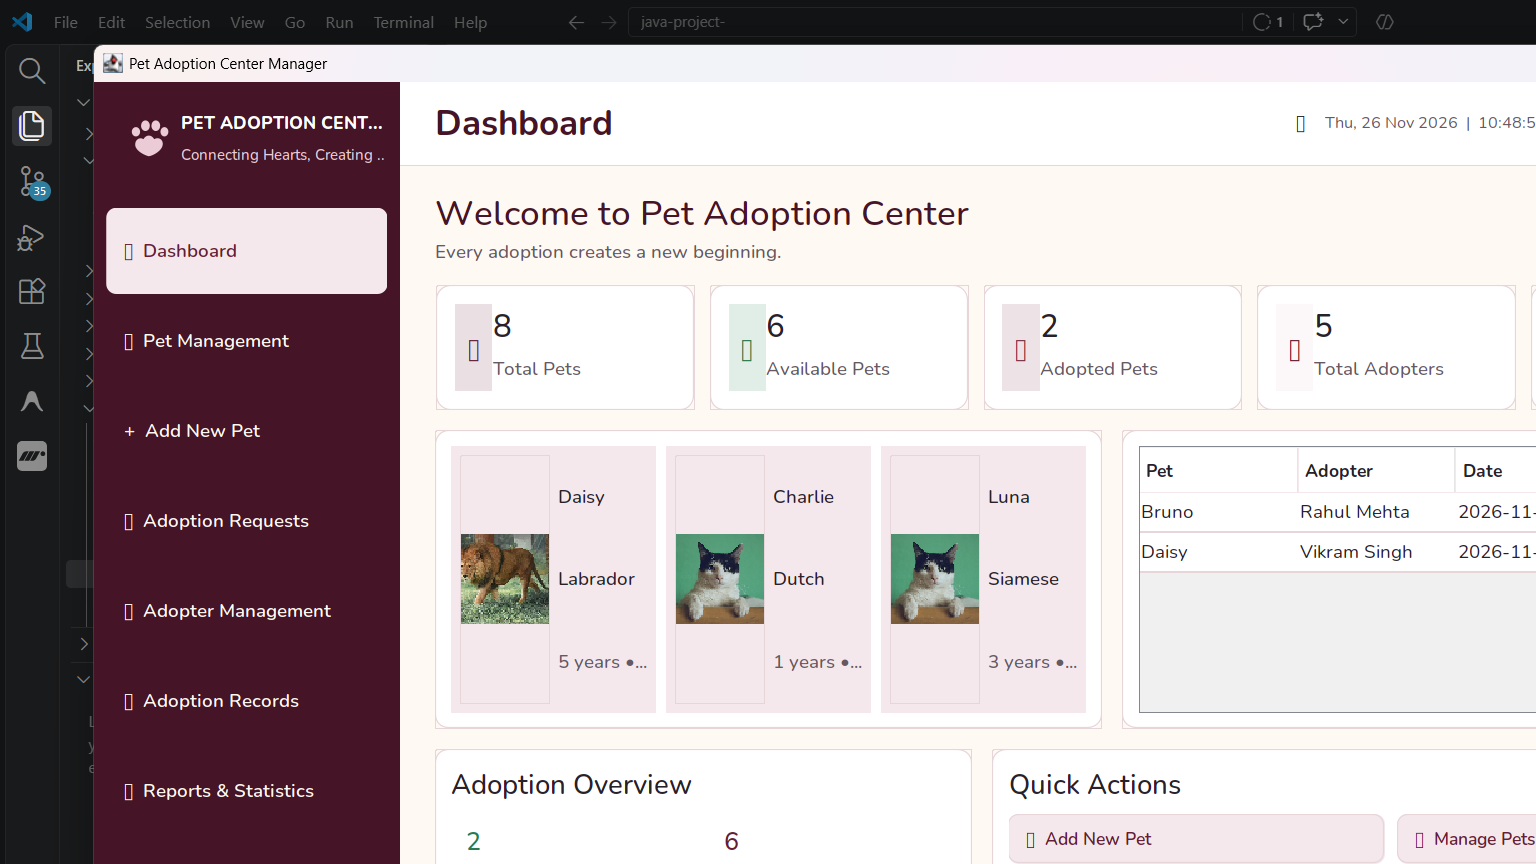 File Edit Selection View Go Run Terminal Help
java-project-
1
Exp
35
Pet Adoption Center Manager
PET ADOPTION CENT...
Connecting Hearts, Creating ..
Dashboard
Pet Management
+ Add New Pet
Adoption Requests
Adopter Management
Adoption Records
Reports & Statistics
Dashboard
Thu, 26 Nov 2026 | 10:48:5
Welcome to Pet Adoption Center
Every adoption creates a new beginning.
8
Total Pets
6
Available Pets
2
Adopted Pets
5
Total Adopters
Daisy
Labrador
5 years •...
Charlie
Dutch
1 years •...
Luna
Siamese
3 years •...
Pet Adopter Date
Bruno Rahul Mehta 2026-11-
Daisy Vikram Singh 2026-11-
Adoption Overview
2 6
Quick Actions
Add New Pet
Manage Pets